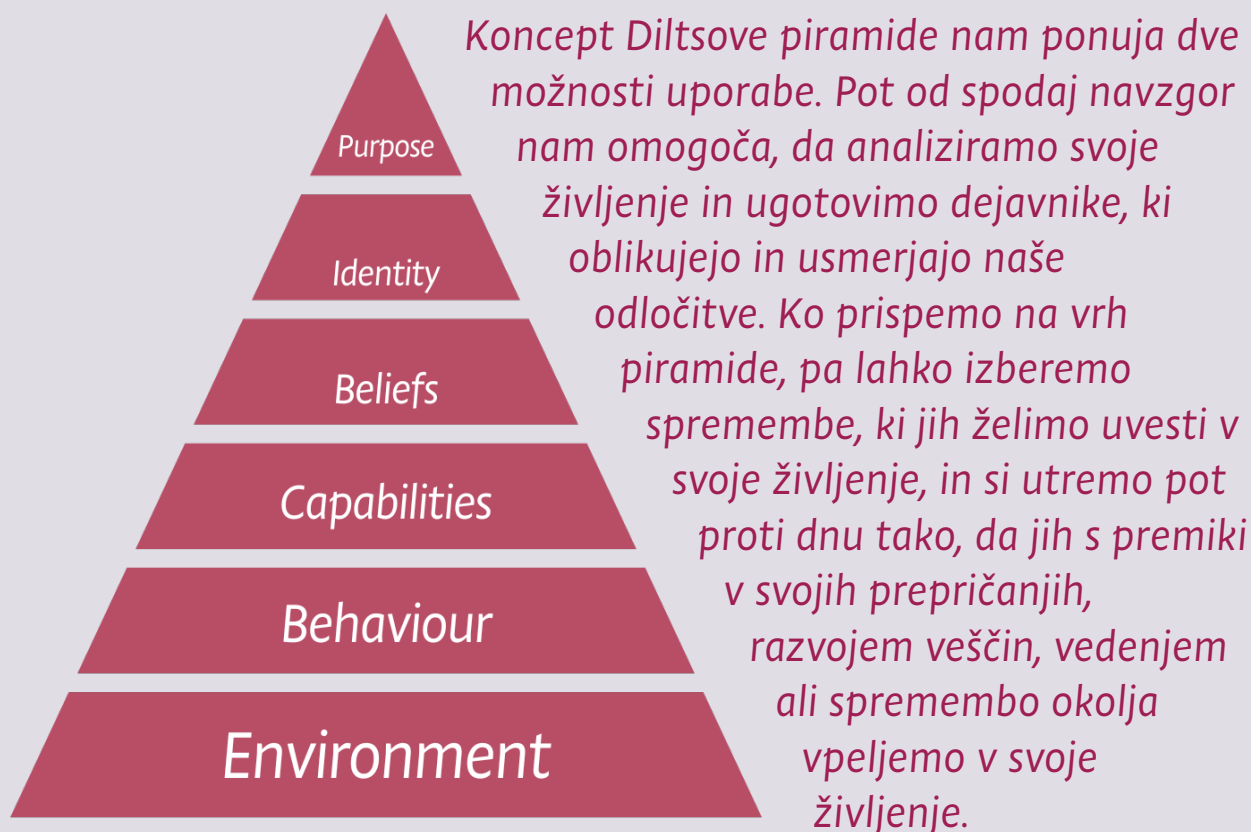 Purpose
Identity
Beliefs
Capabilities
Behaviour
Environment
Koncept Diltsove piramide nam ponuja dve
možnosti uporabe. Pot od spodaj navzgor
nam omogoča, da analiziramo svoje
življenje in ugotovimo dejavnike, ki
oblikujejo in usmerjajo naše
odločitve. Ko prispemo na vrh
piramide, pa lahko izberemo
spremembe, ki jih želimo uvesti v
svoje življenje, in si utremo pot
proti dnu tako, da jih s premiki
v svojih prepričanjih,
razvojem veščin, vedenjem
ali spremembo okolja
vpeljemo v svoje
življenje.